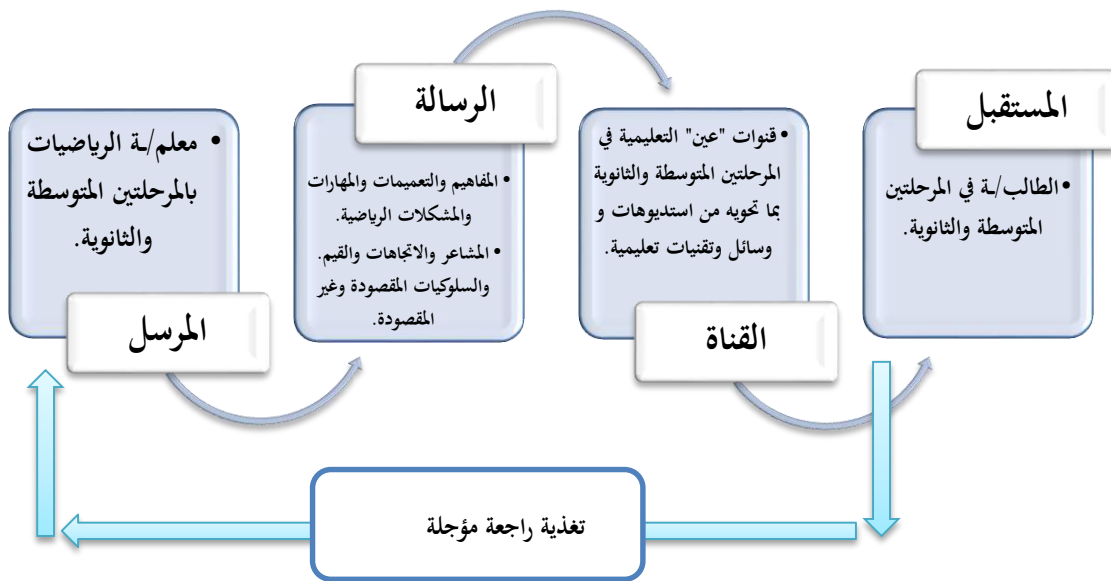 • معلم/ـة الرياضيات
بالمرحلتين المتوسطة
والثانوية.
المرسل
الرسالة
• المفاهيم والتعميمات والمهارات
والمشكلات الرياضية.
• المشاعر والاتجاهات والقيم.
والسلوكيات المقصودة وغير
المقصودة.
• قنوات "عين" التعليمية في
المرحلتين المتوسطة والثانوية
بما تحويه من استديوهات و
وسائل وتقنيات تعليمية.
القناة
المستقبل
• الطالب/ـة في المرحلتين
المتوسطة والثانوية.
تغذية راجعة مؤجلة